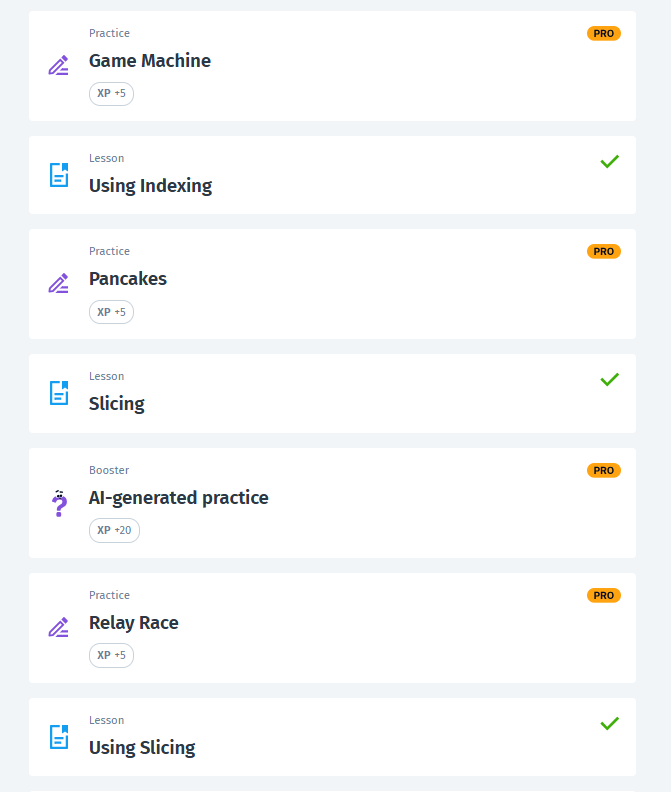 Practice
PRO
Game Machine
XP +5
Lesson
Using Indexing
Practice
PRO
Pancakes
XP +5
Lesson
Slicing
Booster
PRO
AI-generated practice
XP +20
Practice
PRO
Relay Race
XP +5
Lesson
Using Slicing